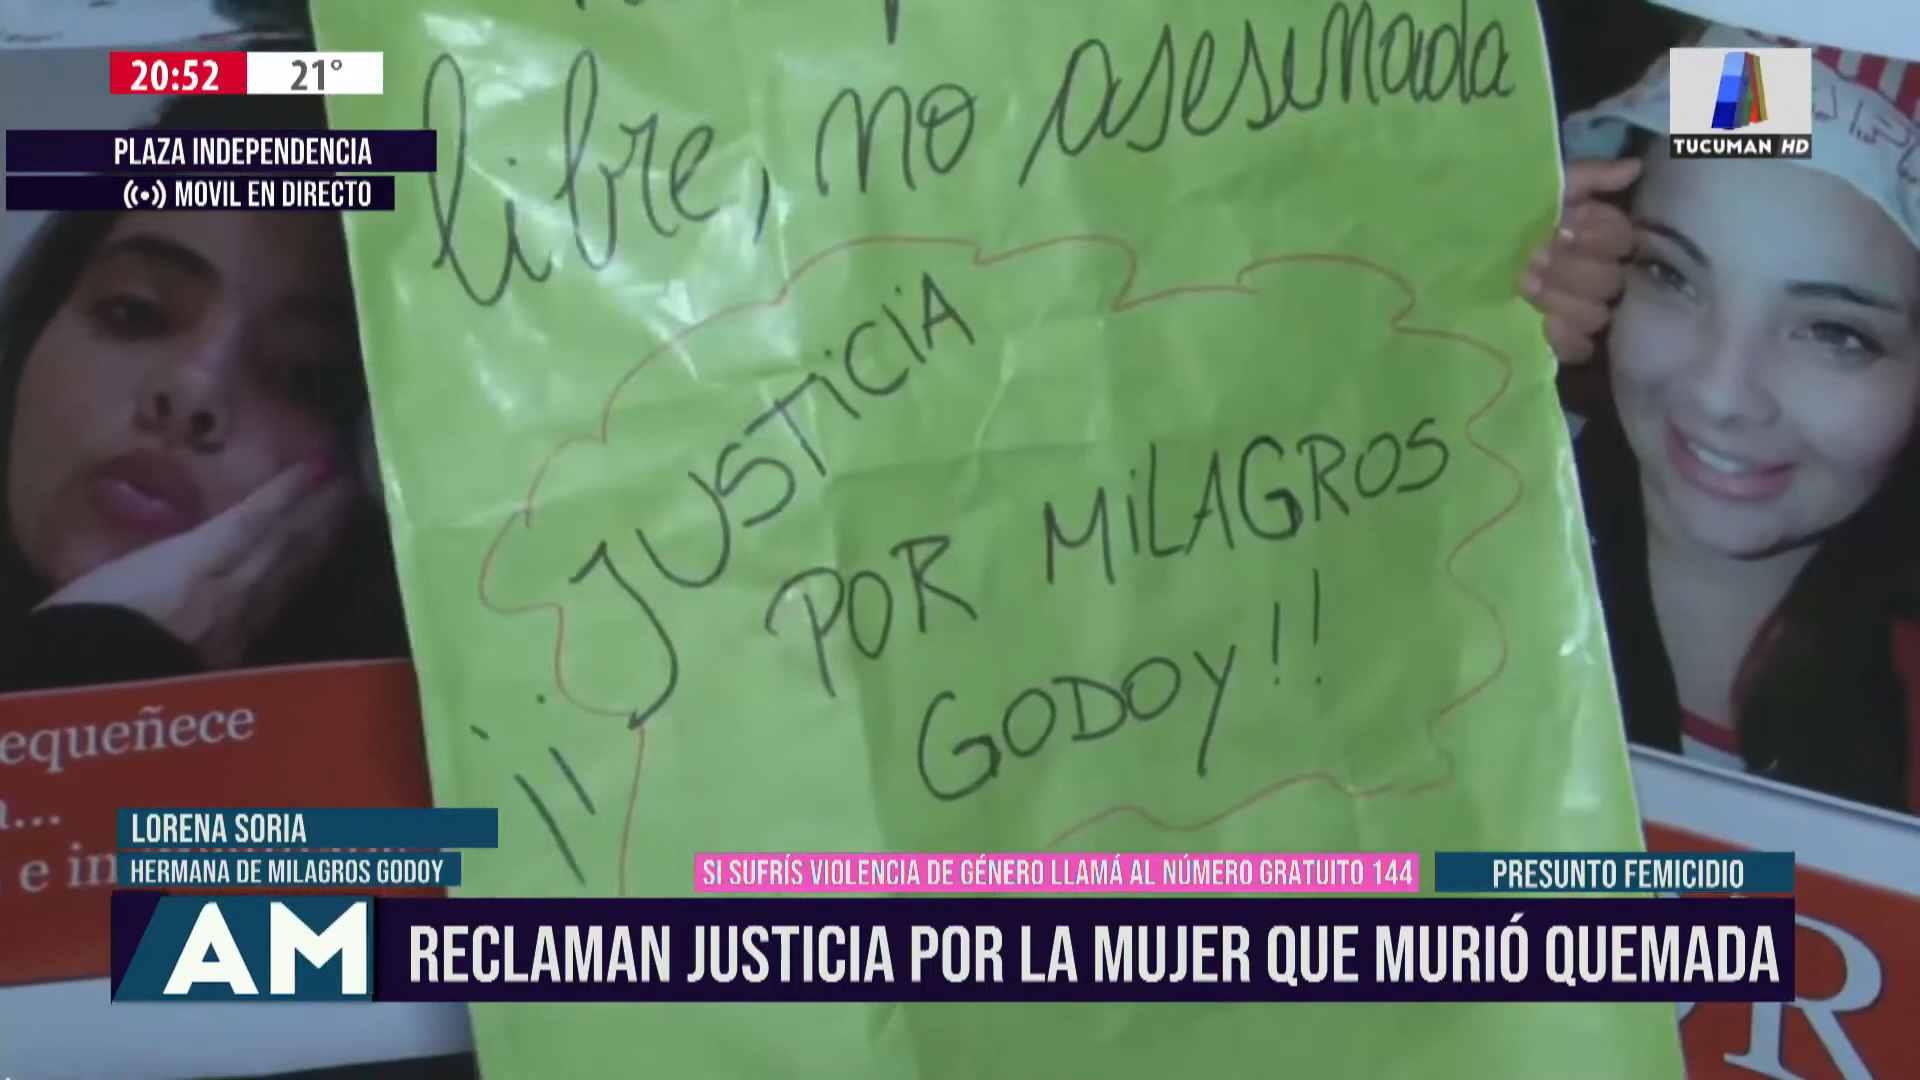 20:52 21°
PLAZA INDEPENDENCIA
MOVIL EN DIRECTO
TUCUMAN HD
libre, no asesinada
¡¡JUSTICIA
POR MILAGROS
GODOY!!
equeñece
...
e in
LORENA SORIA
HERMANA DE MILAGROS GODOY
SI SUFRÍS VIOLENCIA DE GÉNERO LLAMÁ AL NÚMERO GRATUITO 144
PRESUNTO FEMICIDIO
AM
RECLAMAN JUSTICIA POR LA MUJER QUE MURIÓ QUEMADA
R